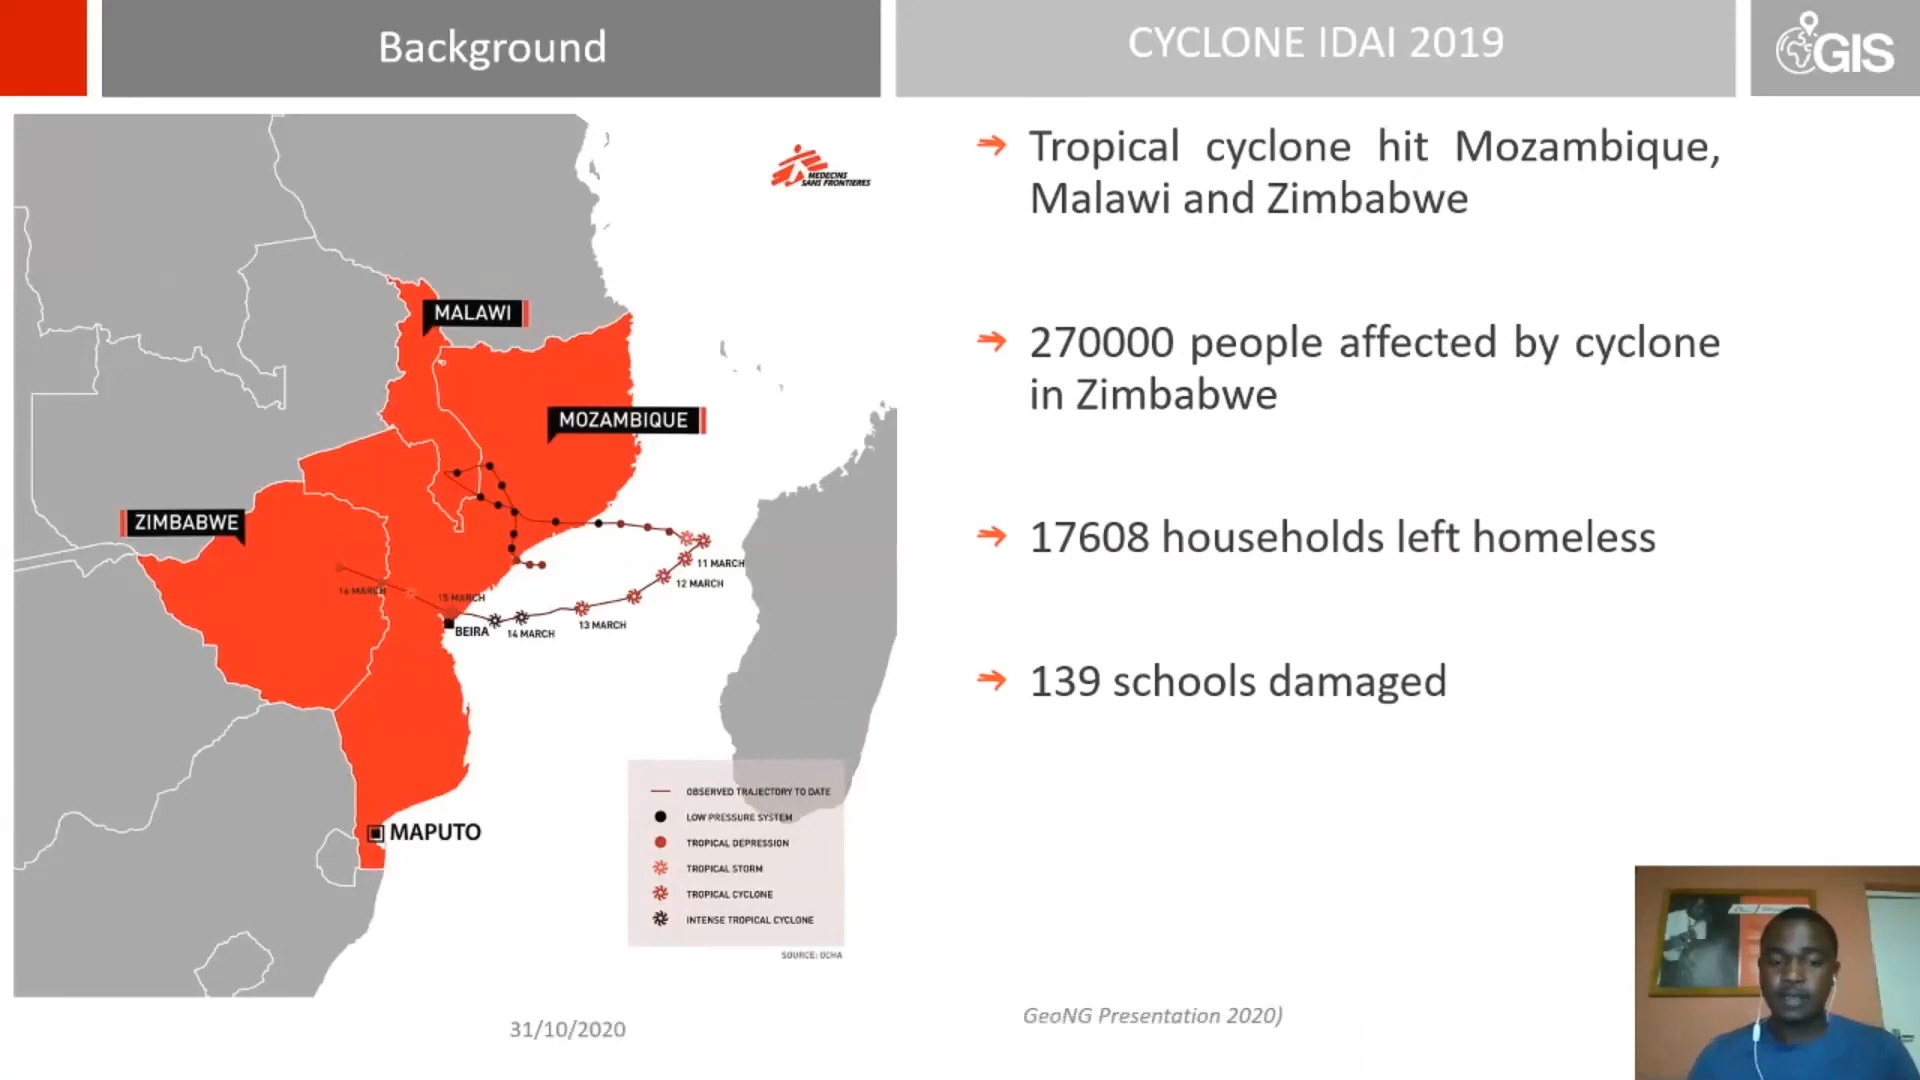 Background
CYCLONE IDAI 2019
GIS
MEDECINS
SANS FRONTIERES
MALAWI
MOZAMBIQUE
ZIMBABWE
11 MARCH
12 MARCH
13 MARCH
14 MARCH
15 MARCH
16 MARCH
BEIRA
MAPUTO
OBSERVED TRAJECTORY TO DATE
LOW PRESSURE SYSTEM
TROPICAL DEPRESSION
TROPICAL STORM
TROPICAL CYCLONE
INTENSE TROPICAL CYCLONE
SOURCE: OCHA
Tropical cyclone hit Mozambique,
Malawi and Zimbabwe
270000 people affected by cyclone
in Zimbabwe
17608 households left homeless
139 schools damaged
31/10/2020
GeoNG Presentation 2020)